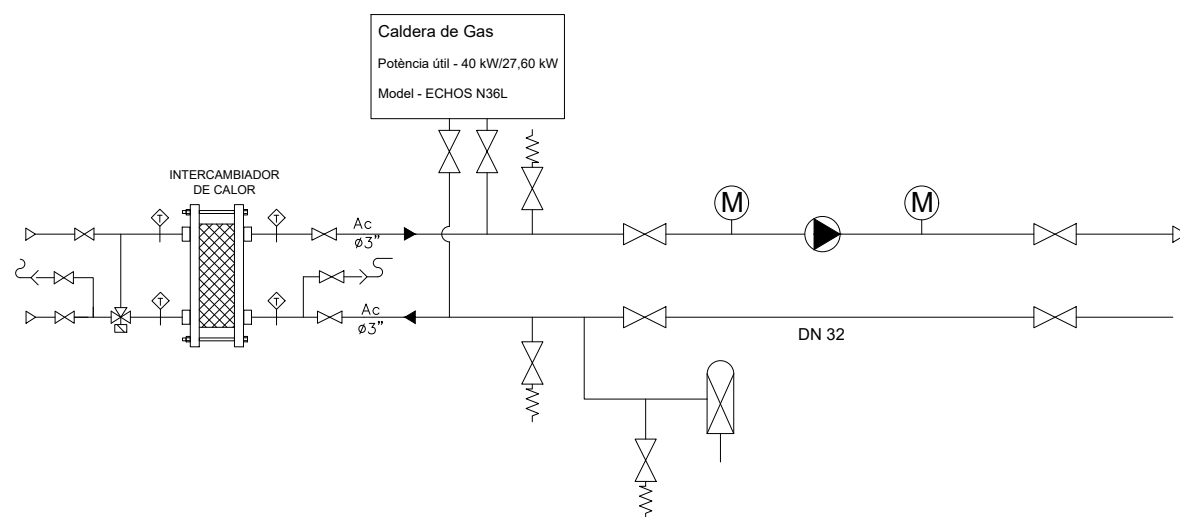 Caldera de Gas
Potència útil - 40 kW/27,60 kW
Model - ECHOS N36L
INTERCAMBIADOR
DE CALOR
T
T
Ac
ø3"
M
M
T
T
Ac
ø3"
DN 32